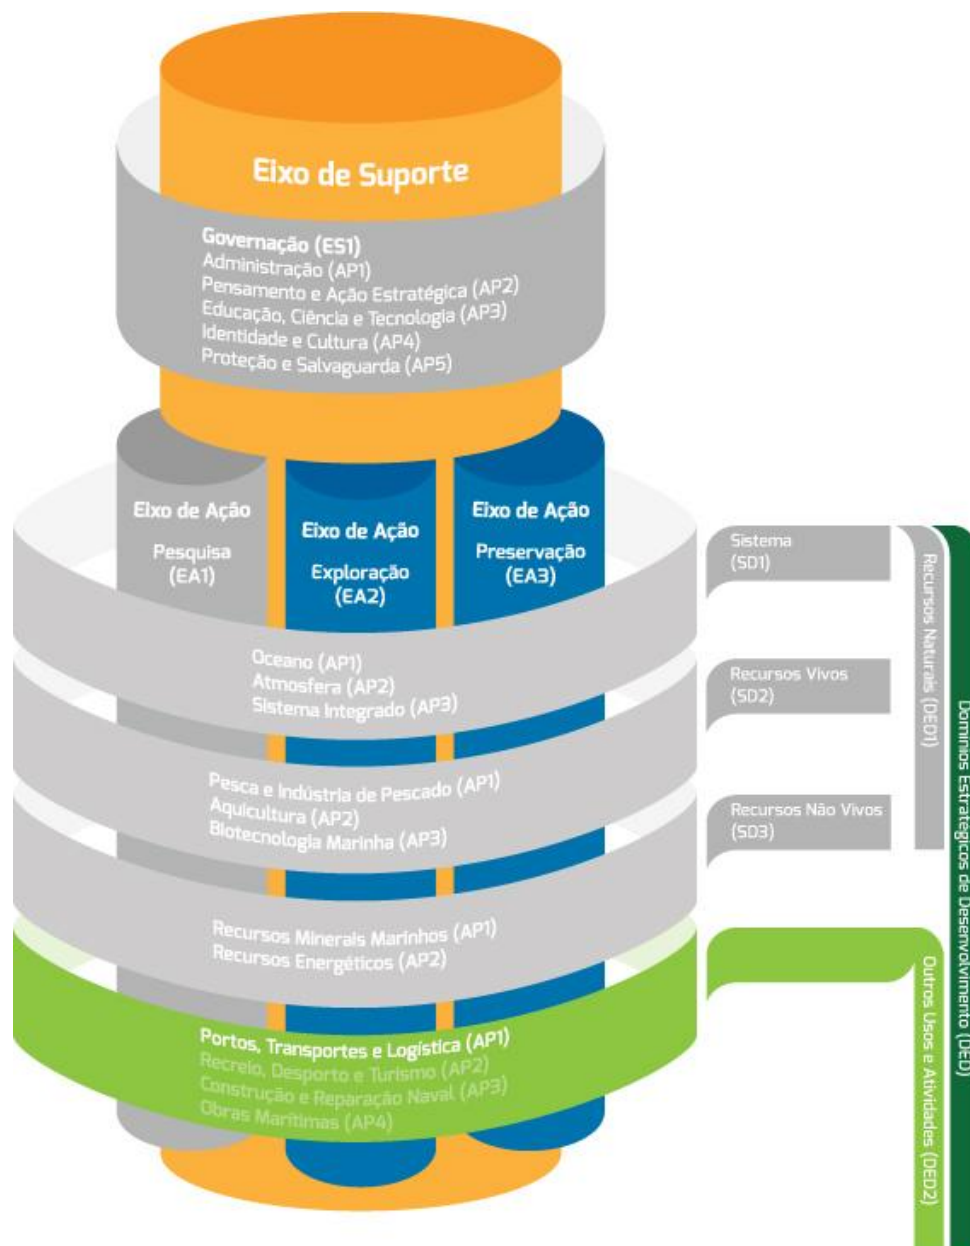 Eixo de Suporte
Governação (ES1)
Administração (AP1)
Pensamento e Ação Estratégica (AP2)
Educação, Ciência e Tecnologia (AP3)
Identidade e Cultura (AP4)
Proteção e Salvaguarda (AP5)
Eixo de Ação
Pesquisa
(EA1)
Eixo de Ação
Exploração
(EA2)
Eixo de Ação
Preservação
(EA3)
Oceano (AP1)
Atmosfera (AP2)
Sistema Integrado (AP3)
Pesca e Indústria de Pescado (AP1)
Aquicultura (AP2)
Biotecnologia Marinha (AP3)
Recursos Minerais Marinhos (AP1)
Recursos Energéticos (AP2)
Portos, Transportes e Logística (AP1)
Recreio, Desporto e Turismo (AP2)
Construção e Reparação Naval (AP3)
Obras Marítimas (AP4)
Sistema
(SD1)
Recursos Vivos
(SD2)
Recursos Não Vivos
(SD3)
Recursos Naturais (DED1)
Outros Usos e Atividades (DED2)
Domínios Estratégicos de Desenvolvimento (DED)